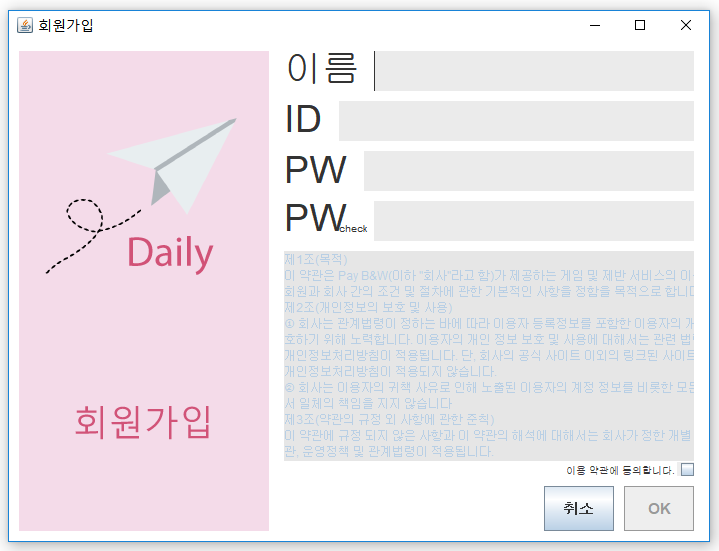 회원가입
이름
ID
PW
PW check
Daily
회원가입
제1조(목적)
이 약관은 Pay B&W(이하 "회사"라고 함)가 제공하는 게임 및 제반 서비스의 이
회원과 회사 간의 조건 및 절차에 관한 기본적인 사항을 정함을 목적으로 합니
제2조(개인정보의 보호 및 사용)
① 회사는 관계법령이 정하는 바에 따라 이용자 등록정보를 포함한 이용자의 개
호하기 위해 노력합니다. 이용자의 개인 정보 보호 및 사용에 대해서는 관련 법
개인정보처리방침이 적용됩니다. 단, 회사의 공식 사이트 이외의 링크된 사이트
개인정보처리방침이 적용되지 않습니다.
② 회사는 이용자의 귀책 사유로 인해 노출된 이용자의 계정 정보를 비롯한 모든
서 일체의 책임을 지지 않습니다
제3조(약관의 규정 외 사항에 관한 준칙)
이 약관에 규정 되지 않은 사항과 이 약관의 해석에 대해서는 회사가 정한 개별
관, 운영정책 및 관계법령이 적용됩니다.
이용 약관에 동의합니다.
취소
OK